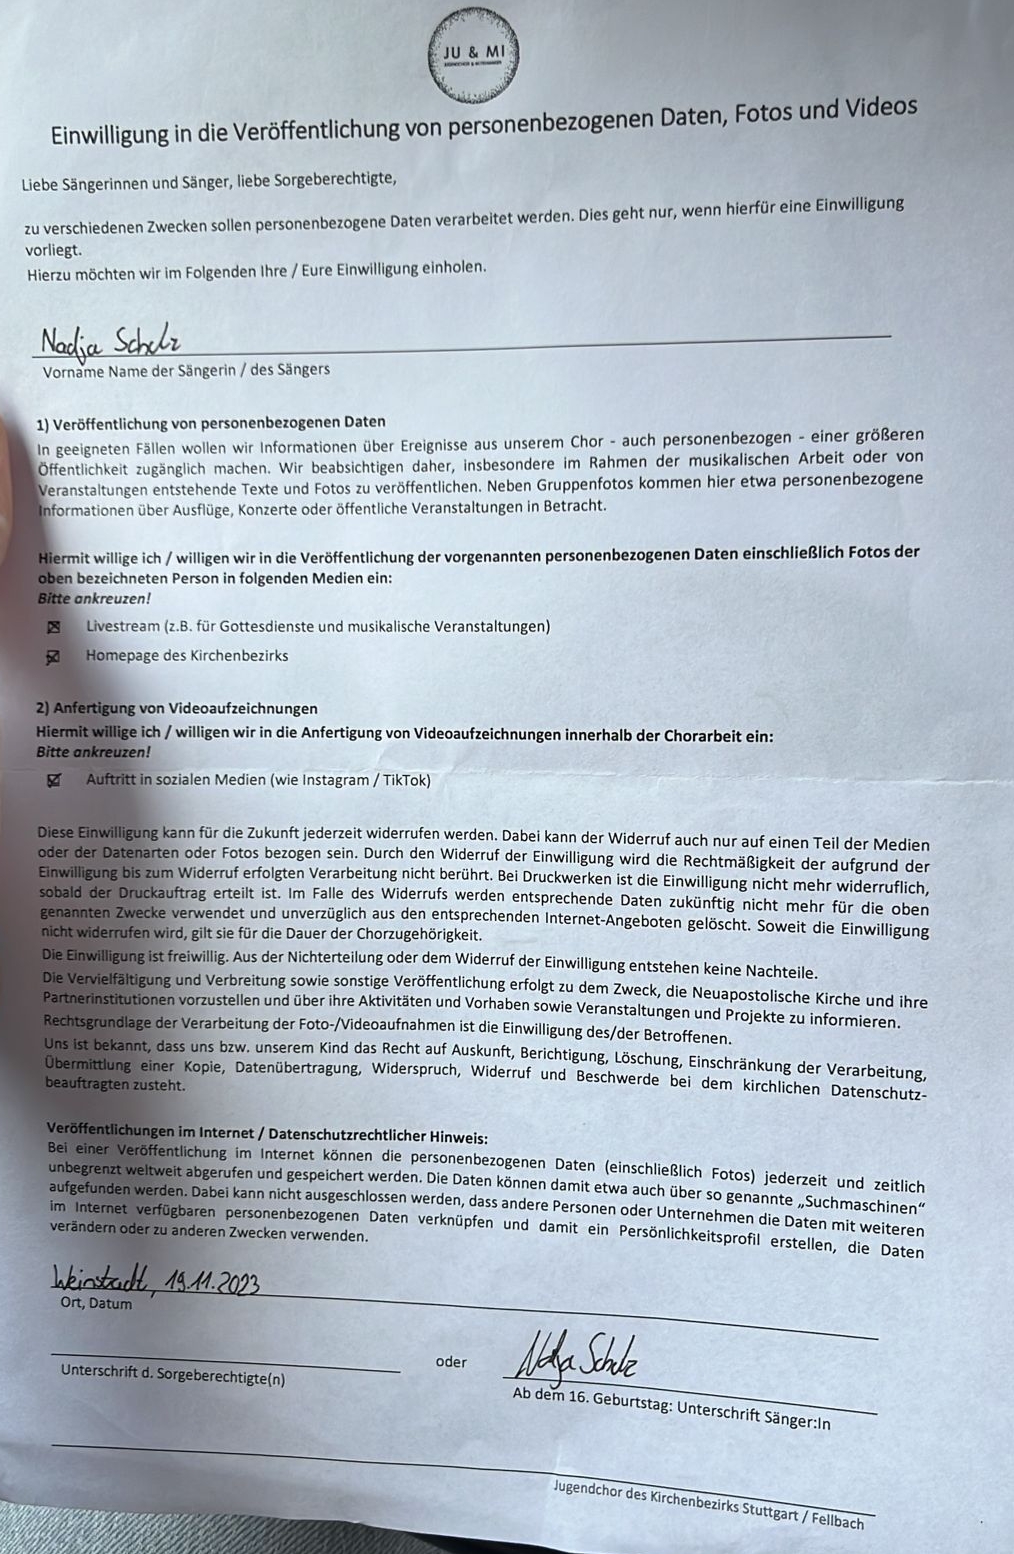 JU & MI
Einwilligung in die Veröffentlichung von personenbezogenen Daten, Fotos und Videos
Liebe Sängerinnen und Sänger, liebe Sorgeberechtigte,
zu verschiedenen Zwecken sollen personenbezogene Daten verarbeitet werden. Dies geht nur, wenn hierfür eine Einwilligung
vorliegt.
Hierzu möchten wir im Folgenden Ihre / Eure Einwilligung einholen.
Nadja Scholz
Vorname Name der Sängerin / des Sängers
1) Veröffentlichung von personenbezogenen Daten
In geeigneten Fällen wollen wir Informationen über Ereignisse aus unserem Chor - auch personenbezogen - einer größeren
Öffentlichkeit zugänglich machen. Wir beabsichtigen daher, insbesondere im Rahmen der musikalischen Arbeit oder von
Veranstaltungen entstehende Texte und Fotos zu veröffentlichen. Neben Gruppenfotos kommen hier etwa personenbezogene
Informationen über Ausflüge, Konzerte oder öffentliche Veranstaltungen in Betracht.
Hiermit willige ich / willigen wir in die Veröffentlichung der vorgenannten personenbezogenen Daten einschließlich Fotos der
oben bezeichneten Person in folgenden Medien ein:
Bitte ankreuzen!
☒ Livestream (z.B. für Gottesdienste und musikalische Veranstaltungen)
☒ Homepage des Kirchenbezirks
2) Anfertigung von Videoaufzeichnungen
Hiermit willige ich / willigen wir in die Anfertigung von Videoaufzeichnungen innerhalb der Chorarbeit ein:
Bitte ankreuzen!
☒ Auftritt in sozialen Medien (wie Instagram / TikTok)
Diese Einwilligung kann für die Zukunft jederzeit widerrufen werden. Dabei kann der Widerruf auch nur auf einen Teil der Medien
oder der Datenarten oder Fotos bezogen sein. Durch den Widerruf der Einwilligung wird die Rechtmäßigkeit der aufgrund der
Einwilligung bis zum Widerruf erfolgten Verarbeitung nicht berührt. Bei Druckwerken ist die Einwilligung nicht mehr widerruflich,
sobald der Druckauftrag erteilt ist. Im Falle des Widerrufs werden entsprechende Daten zukünftig nicht mehr für die oben
genannten Zwecke verwendet und unverzüglich aus den entsprechenden Internet-Angeboten gelöscht. Soweit die Einwilligung
nicht widerrufen wird, gilt sie für die Dauer der Chorzugehörigkeit.
Die Einwilligung ist freiwillig. Aus der Nichterteilung oder dem Widerruf der Einwilligung entstehen keine Nachteile.
Die Vervielfältigung und Verbreitung sowie sonstige Veröffentlichung erfolgt zu dem Zweck, die Neuapostolische Kirche und ihre
Partnerinstitutionen vorzustellen und über ihre Aktivitäten und Vorhaben sowie Veranstaltungen und Projekte zu informieren.
Rechtsgrundlage der Verarbeitung der Foto-/Videoaufnahmen ist die Einwilligung des/der Betroffenen.
Uns ist bekannt, dass uns bzw. unserem Kind das Recht auf Auskunft, Berichtigung, Löschung, Einschränkung der Verarbeitung,
Übermittlung einer Kopie, Datenübertragung, Widerspruch, Widerruf und Beschwerde bei dem kirchlichen Datenschutz-
beauftragten zusteht.
Veröffentlichungen im Internet / Datenschutzrechtlicher Hinweis:
Bei einer Veröffentlichung im Internet können die personenbezogenen Daten (einschließlich Fotos) jederzeit und zeitlich
unbegrenzt weltweit abgerufen und gespeichert werden. Die Daten können damit etwa auch über so genannte „Suchmaschinen“
aufgefunden werden. Dabei kann nicht ausgeschlossen werden, dass andere Personen oder Unternehmen die Daten mit weiteren
im Internet verfügbaren personenbezogenen Daten verknüpfen und damit ein Persönlichkeitsprofil erstellen, die Daten
verändern oder zu anderen Zwecken verwenden.
Weinstadt, 19.11.2023
Ort, Datum
Nadja Scholz
oder
Unterschrift d. Sorgeberechtigte(n)
Ab dem 16. Geburtstag: Unterschrift Sänger:In
Jugendchor des Kirchenbezirks Stuttgart / Fellbach